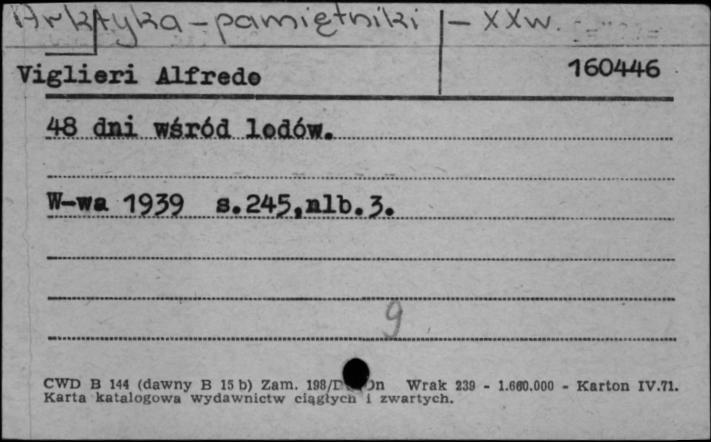 Arktyka - pamiętniki - XX w.
Viglieri Alfredo 160446
48 dni wśród lodów.
W-wa 1939 s.245,nlb.3.
9
CWD B 144 (dawny B 15 b) Zam. 198/ Wrak 239 - 1.660.000 - Karton IV.71.
Karta katalogowa wydawnictw ciągłych i zwartych.